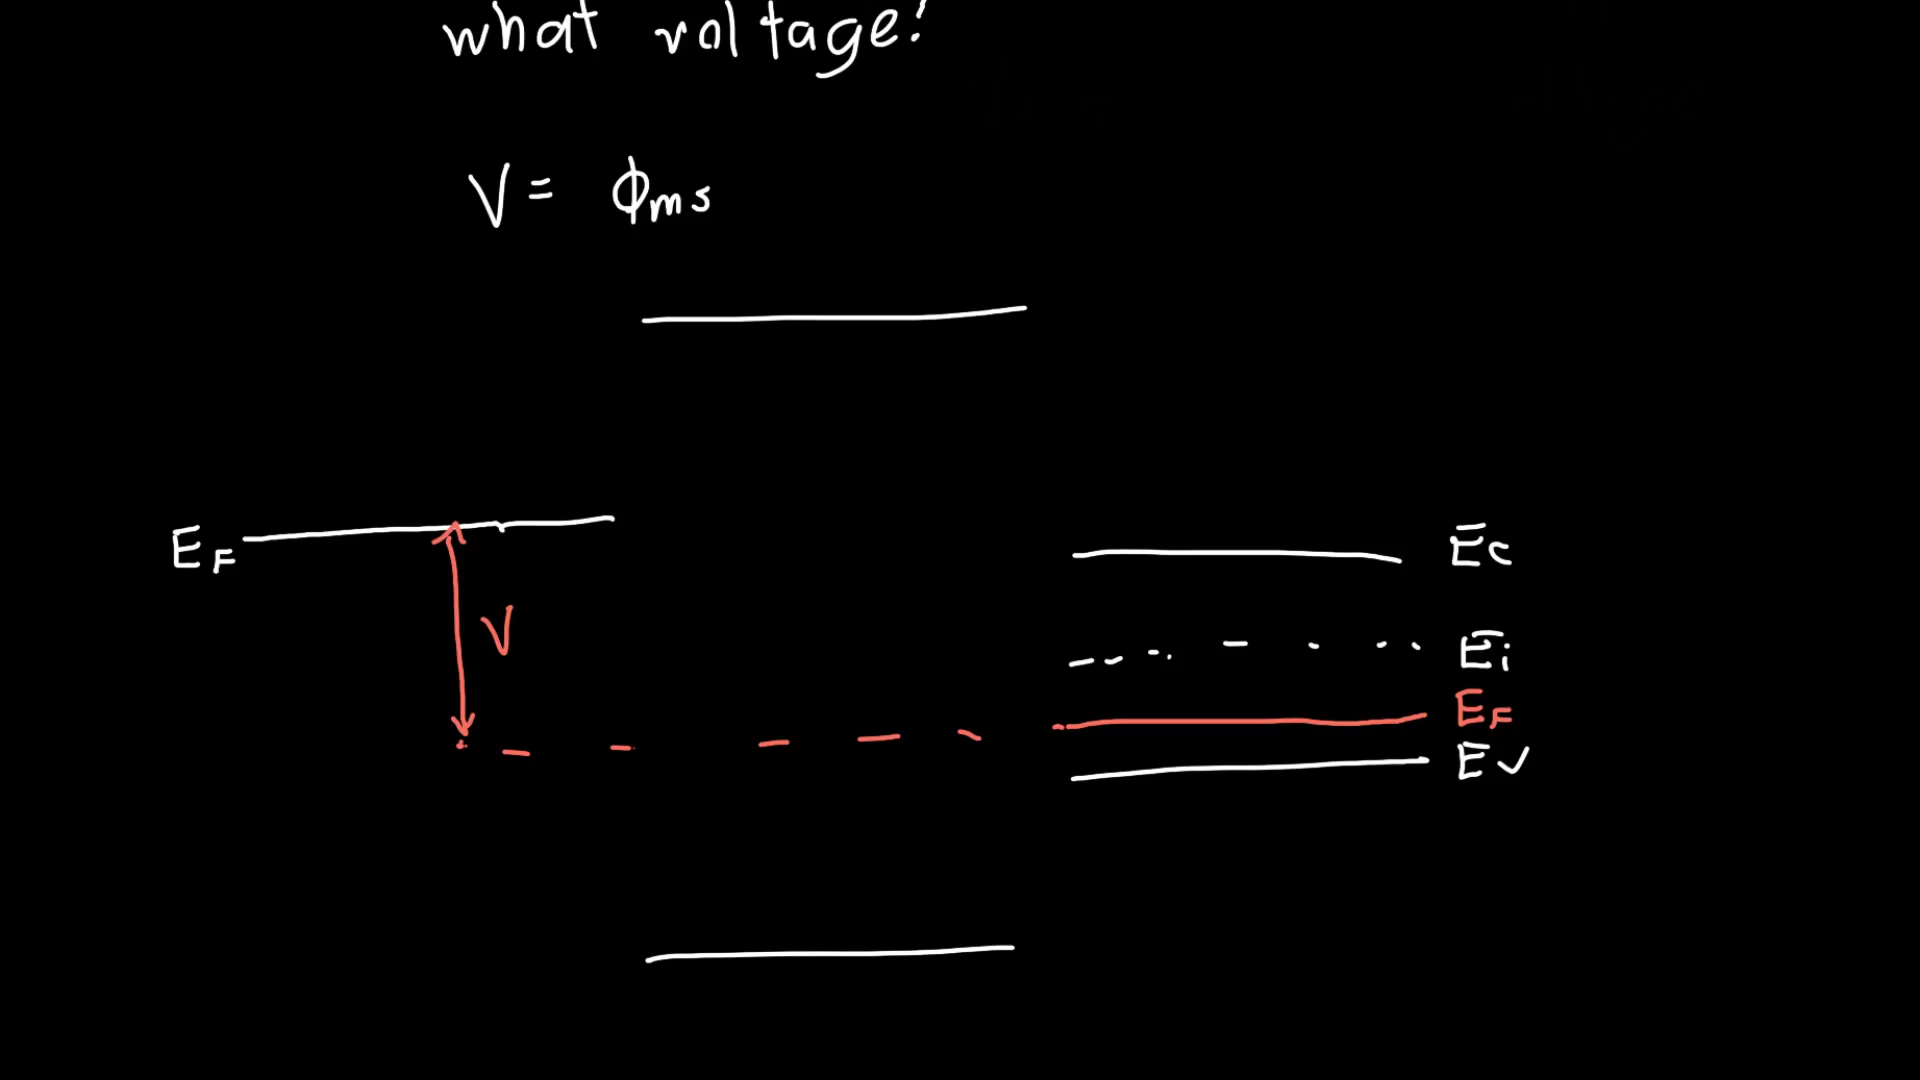 what voltage?
V = ϕms
EF
Ec
V
Ei
EF
Ev